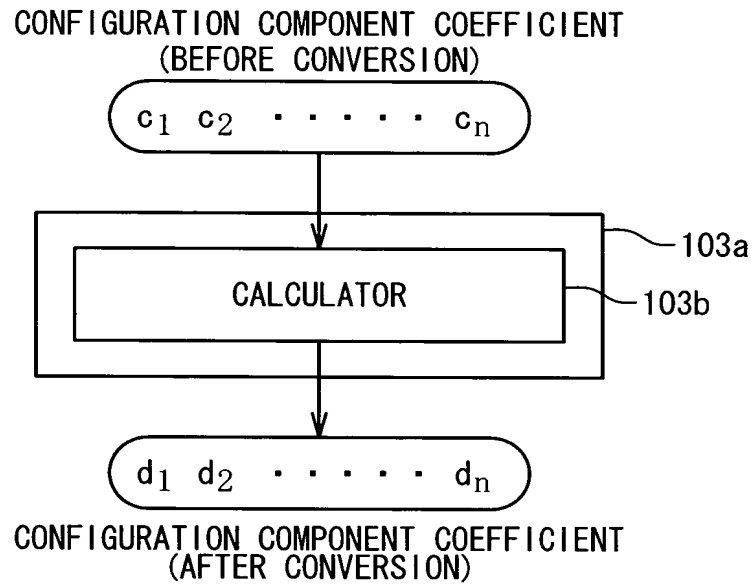 CONFIGURATION COMPONENT COEFFICIENT
(BEFORE CONVERSION)
c1 c2 ・・・・・ cn
103a
CALCULATOR
103b
d1 d2 ・・・・・ dn
CONFIGURATION COMPONENT COEFFICIENT
(AFTER CONVERSION)